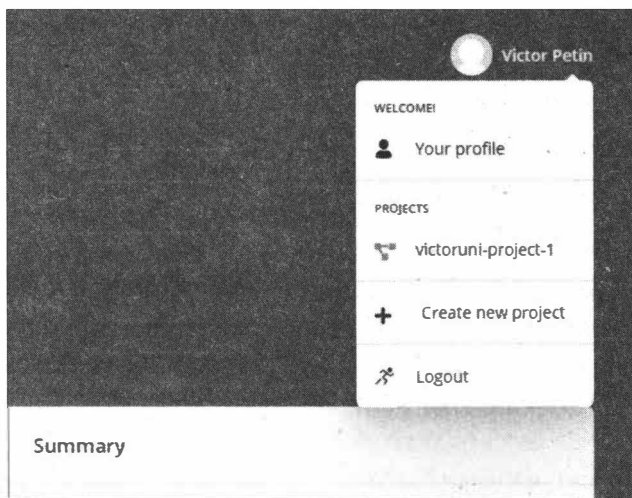 Victor Petin
WELCOME!
Your profile
PROJECTS
victoruni-project-1
Create new project
Logout
Summary